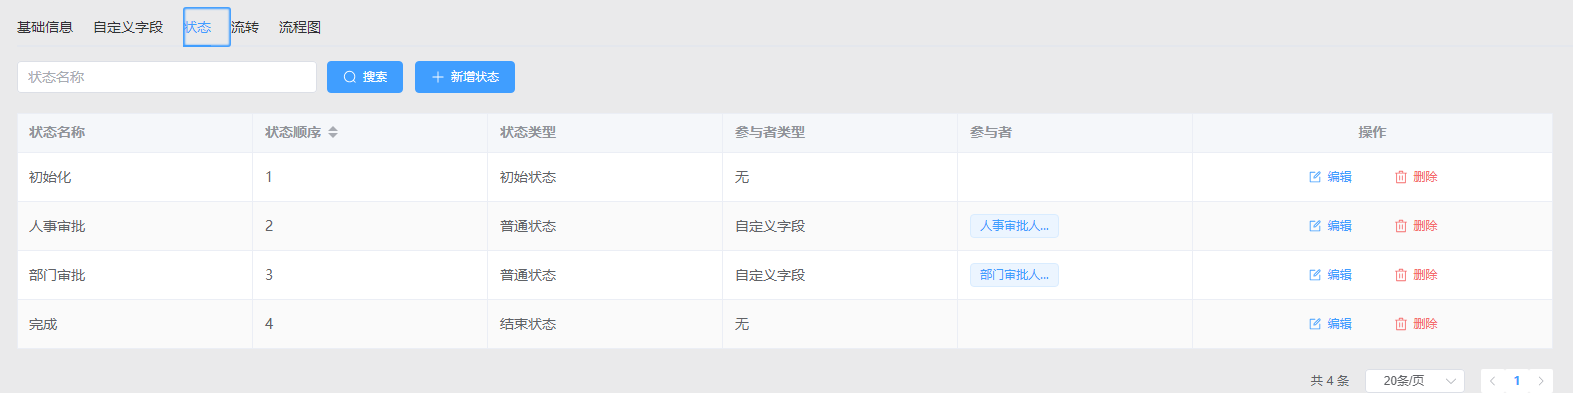 基础信息 自定义字段 状态 流转 流程图
状态名称 搜索 新增状态
状态名称 状态顺序 状态类型 参与者类型 参与者 操作
初始化 1 初始状态 无 编辑 删除
人事审批 2 普通状态 自定义字段 人事审批人... 编辑 删除
部门审批 3 普通状态 自定义字段 部门审批人... 编辑 删除
完成 4 结束状态 无 编辑 删除
共 4 条 20条/页 1